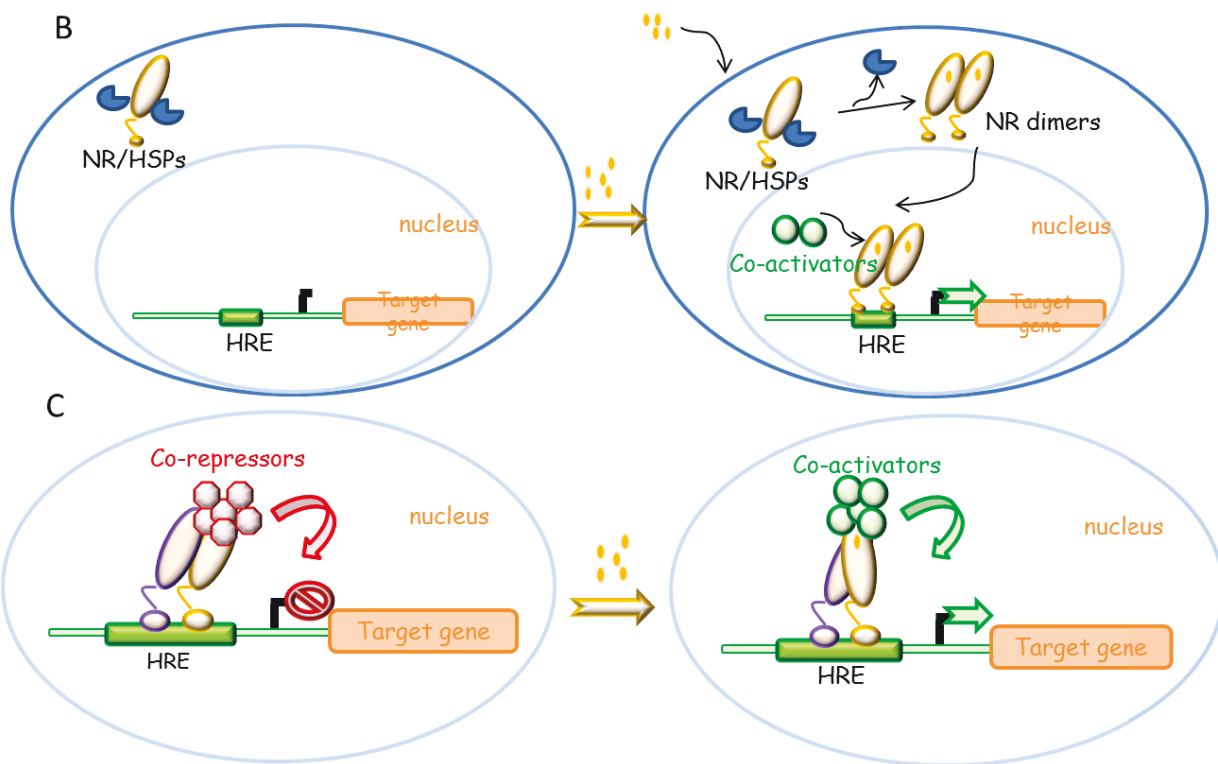 B
NR/HSPs
nucleus
Target
gene
HRE
NR dimers
NR/HSPs
nucleus
Co-activators
Target
gene
HRE
C
Co-repressors
nucleus
Target gene
HRE
Co-activators
nucleus
Target gene
HRE